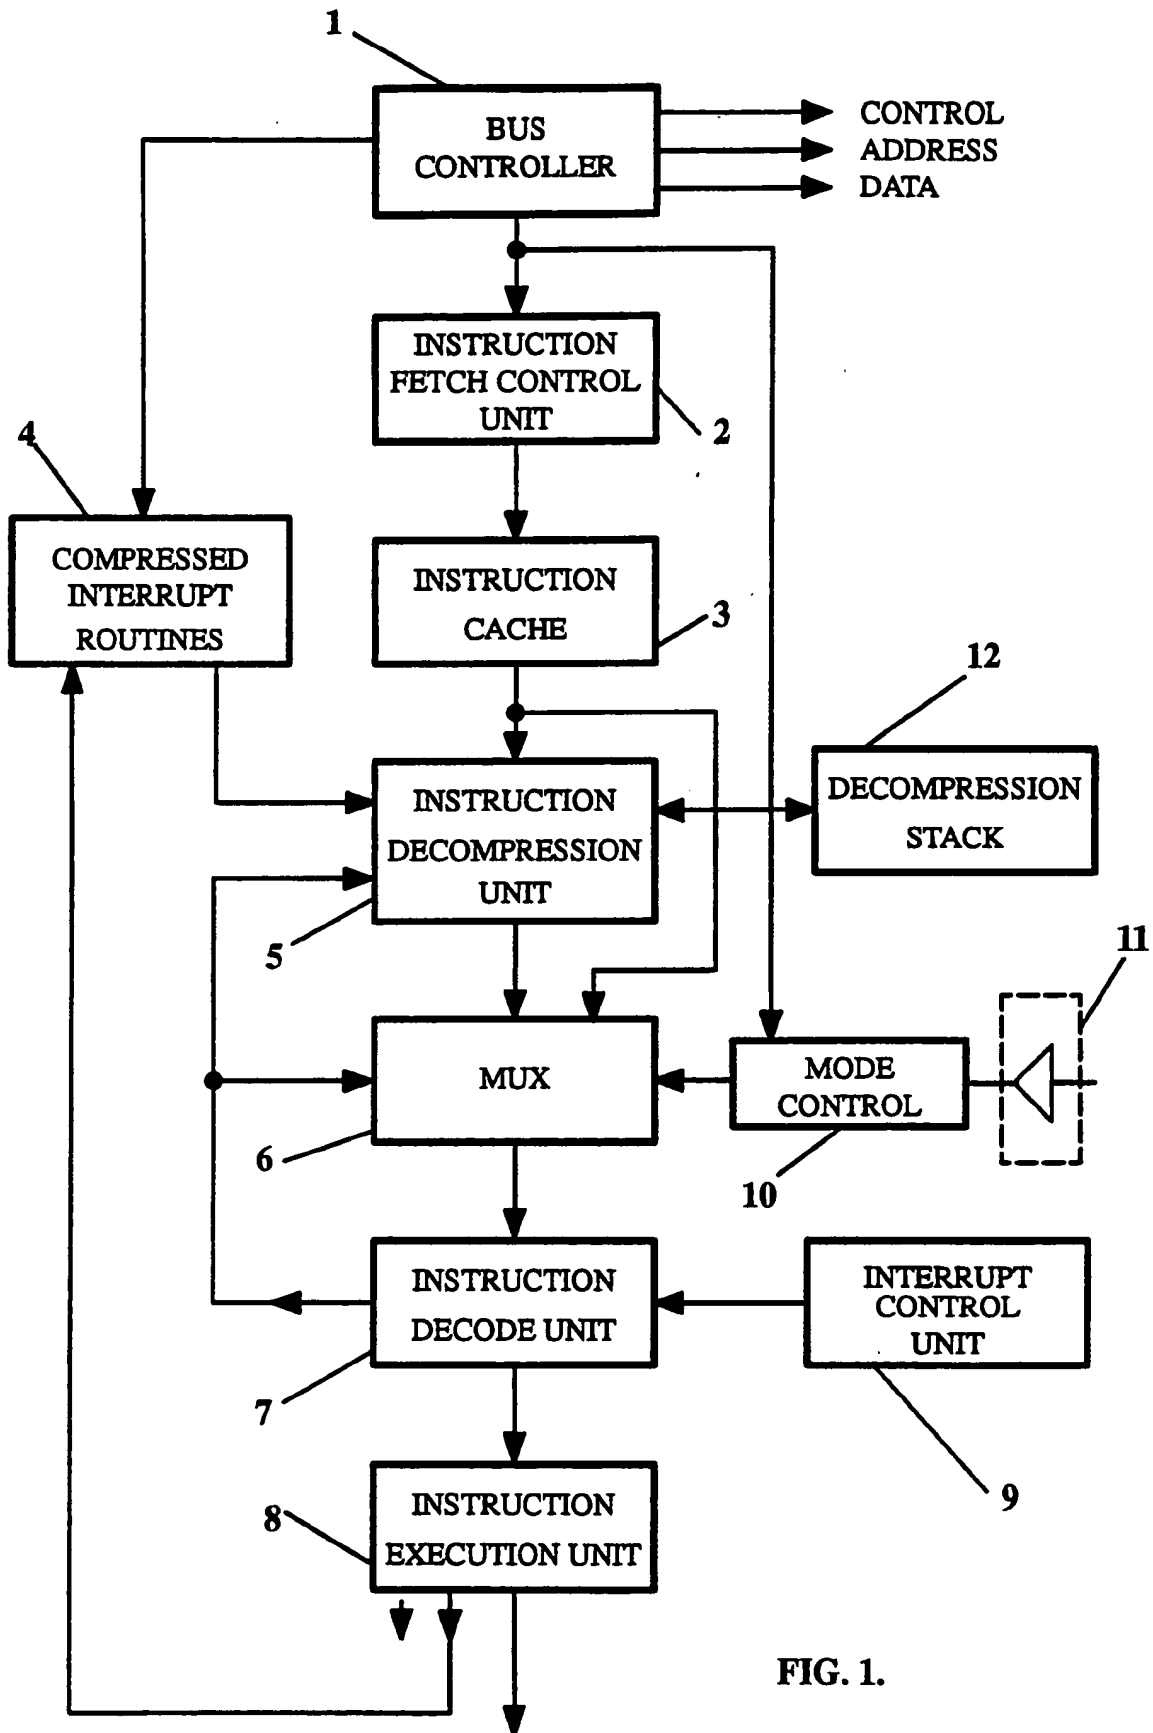 1
BUS
CONTROLLER
CONTROL
ADDRESS
DATA
INSTRUCTION
FETCH CONTROL
UNIT
2
4
COMPRESSED
INTERRUPT
ROUTINES
INSTRUCTION
CACHE
3
12
DECOMPRESSION
STACK
INSTRUCTION
DECOMPRESSION
UNIT
5
11
MUX
6
MODE
CONTROL
10
INSTRUCTION
DECODE UNIT
7
INTERRUPT
CONTROL
UNIT
9
INSTRUCTION
EXECUTION UNIT
8
FIG. 1.